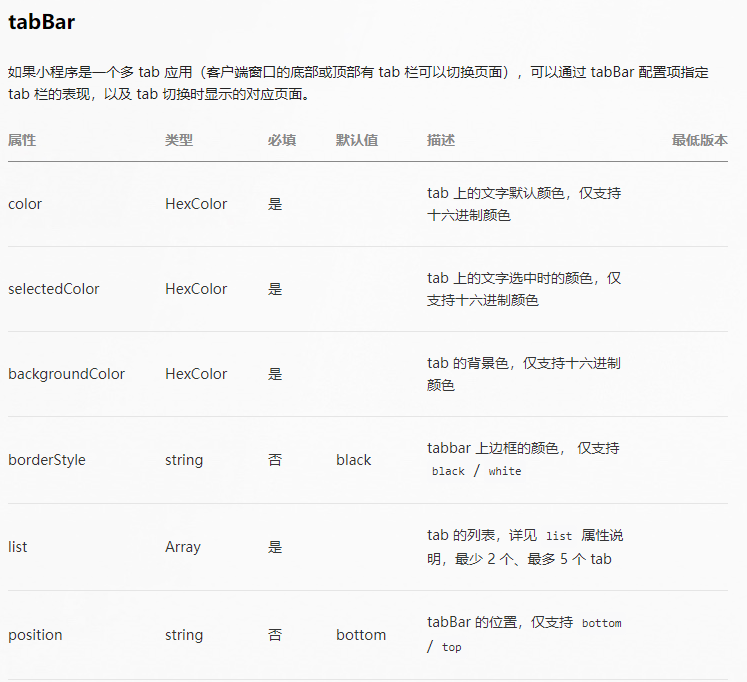 tabBar
如果小程序是一个多 tab 应用（客户端窗口的底部或顶部有 tab 栏可以切换页面），可以通过 tabBar 配置项指定
tab 栏的表现，以及 tab 切换时显示的对应页面。
属性 类型 必填 默认值 描述 最低版本
color HexColor 是 tab 上的文字默认颜色，仅支持
十六进制颜色
selectedColor HexColor 是 tab 上的文字选中时的颜色，仅
支持十六进制颜色
backgroundColor HexColor 是 tab 的背景色，仅支持十六进制
颜色
borderStyle string 否 black tabbar 上边框的颜色， 仅支持
black / white
list Array 是 tab 的列表，详见 list 属性说
明，最少 2 个、最多 5 个 tab
position string 否 bottom tabBar 的位置，仅支持 bottom
/ top